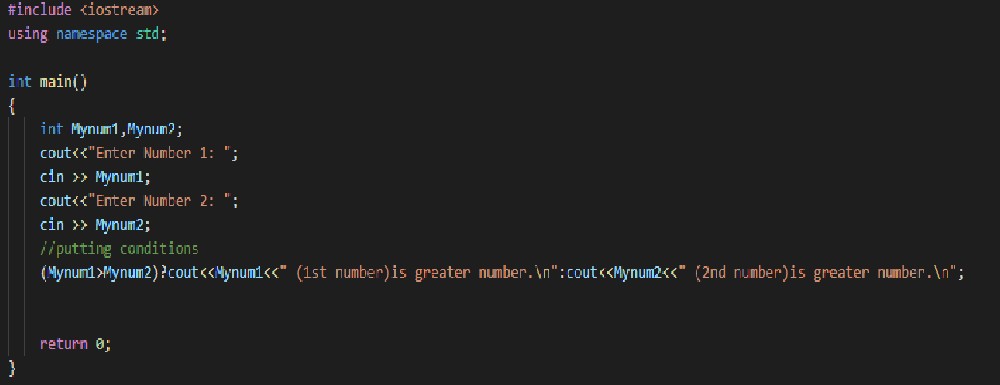 #include <iostream>
using namespace std;
int main()
{
int Mynum1,Mynum2;
cout<<"Enter Number 1: ";
cin >> Mynum1;
cout<<"Enter Number 2: ";
cin >> Mynum2;
//putting conditions
(Mynum1>Mynum2)?cout<<Mynum1<<" (1st number)is greater number.\n":cout<<Mynum2<<" (2nd number)is greater number.\n";
return 0;
}